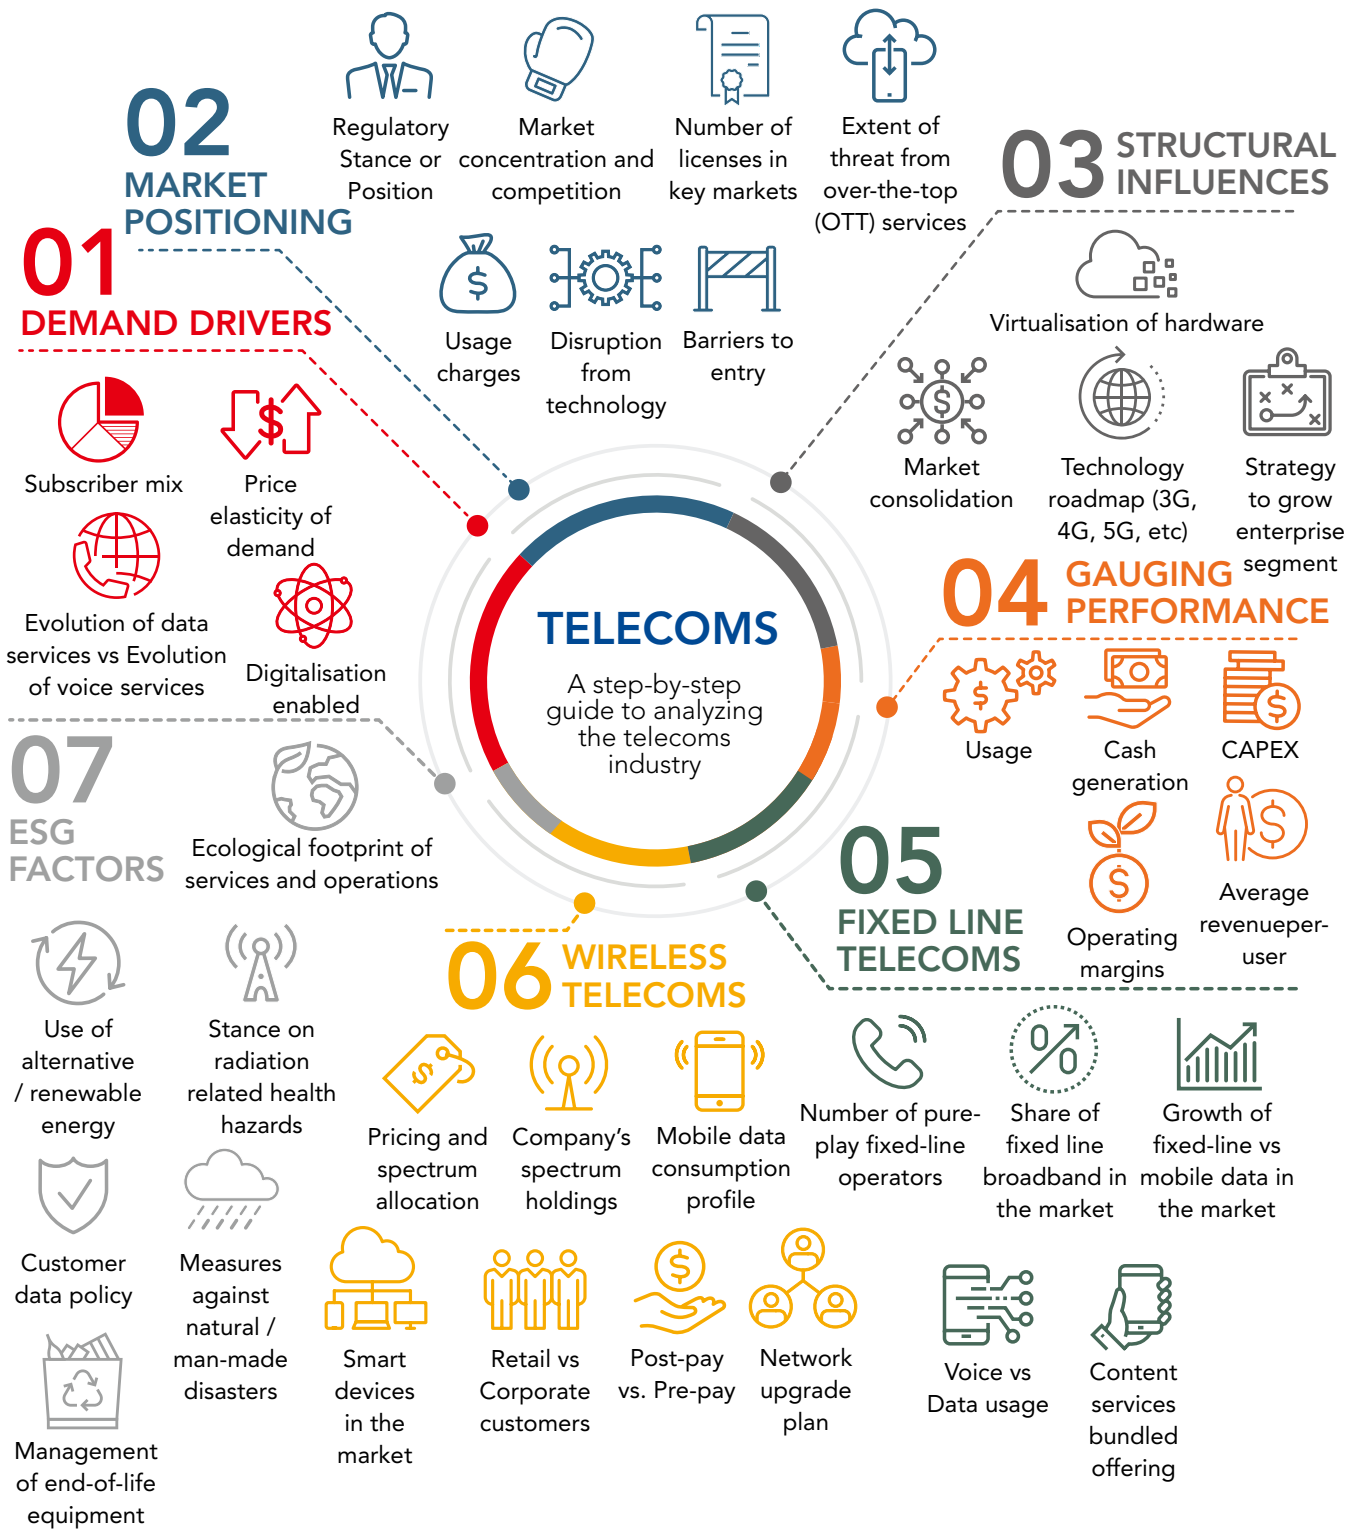 TELECOMS
A step-by-step
guide to analyzing
the telecoms
industry
01
DEMAND DRIVERS
Subscriber mix
Price
elasticity of
demand
Evolution of data
services vs Evolution
of voice services
Digitalisation
enabled
02
MARKET
POSITIONING
Regulatory
Stance or
Position
Market
concentration and
competition
Number of
licenses in
key markets
Extent of
threat from
over-the-top
(OTT) services
Usage
charges
Disruption
from
technology
Barriers to
entry
03
STRUCTURAL
INFLUENCES
Virtualisation of hardware
Market
consolidation
Technology
roadmap (3G,
4G, 5G, etc)
Strategy
to grow
enterprise
segment
04
GAUGING
PERFORMANCE
Usage
Cash
generation
CAPEX
Operating
margins
Average
revenueper-
user
05
FIXED LINE
TELECOMS
Number of pure-
play fixed-line
operators
Share of
fixed line
broadband in
the market
Growth of
fixed-line vs
mobile data in
the market
Voice vs
Data usage
Content
services
bundled
offering
06
WIRELESS
TELECOMS
Pricing and
spectrum
allocation
Company’s
spectrum
holdings
Mobile data
consumption
profile
Smart
devices
in the
market
Retail vs
Corporate
customers
Post-pay
vs. Pre-pay
Network
upgrade
plan
07
ESG
FACTORS
Ecological footprint of
services and operations
Use of
alternative
/ renewable
energy
Stance on
radiation
related health
hazards
Customer
data policy
Measures
against
natural /
man-made
disasters
Management
of end-of-life
equipment